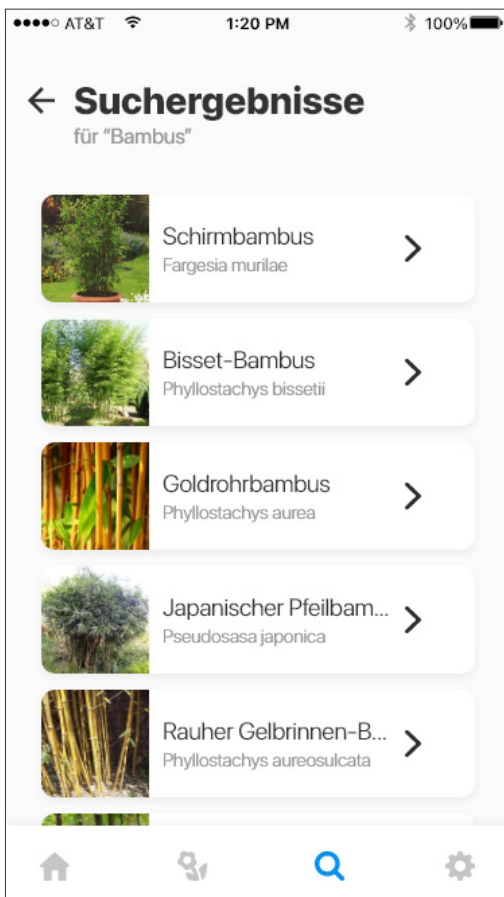 AT&T 1:20 PM 100%
Suchergebnisse
für "Bambus"
Schirmbambus
Fargesia murilae
Bisset-Bambus
Phyllostachys bissetii
Goldrohrbambus
Phyllostachys aurea
Japanischer Pfeilbam...
Pseudosasa japonica
Rauher Gelbrinnen-B...
Phyllostachys aureosulcata